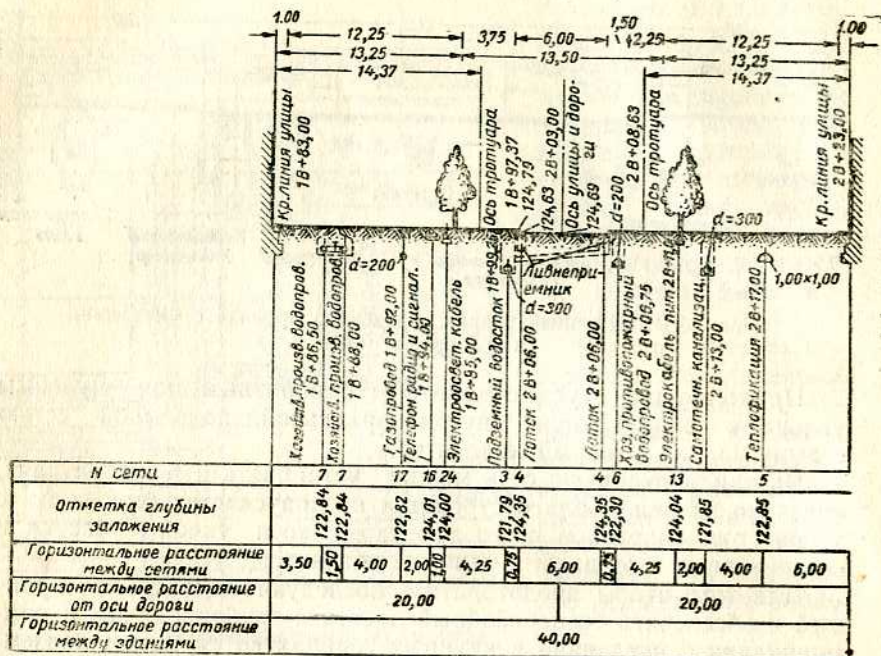 1.00 12,25 3,75 6,00 1,50 2,25 12,25 1.00
13,25 13,50 13,25
14,37 14,37
Кр. линия улицы
1В+83,00
Ось тротуара
1В+97,37
124,79
124,63 2В+03,00
Ось улицы и дороги
124,69
d=200
2В+08,63
Ось тротуара
d=300
Кр. линия улицы
2В+23,00
d=200
Ливнеприемник
d=300
1,00×1,00
1В+86,50
Хозяйств. произв. водопровод
1В+88,00
Газопровод 1В+92,00
Телефон радио и сигнал.
1В+94,00
Электроосвет. кабель
1В+95,00
Подземный водосток
Лоток 2В+06,00
Лоток 2В+06,00
Хоз. противопожарный
Водопровод 2В+06,75
Электрокабель пит.
Самотечн. канализац.
2В+13,00
Теплофикация 2В+17,00
N сети 7 7 17 16 24 3 4 4 6 13 5
Отметка глубины заложения 122,84 122,84 122,82 124,01 124,00 121,79 124,35 124,35 122,30 124,04 121,85 122,85
Горизонтальное расстояние между сетями 3,50 1,50 4,00 2,00 1,00 4,25 0,75 6,00 0,75 4,25 2,00 4,00 6,00
Горизонтальное расстояние от оси дороги 20,00 20,00
Горизонтальное расстояние между зданиями 40,00